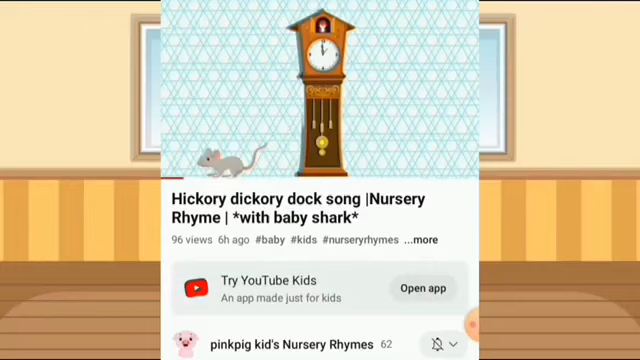 Hickory dickory dock song |Nursery
Rhyme | *with baby shark*
96 views 6h ago #baby #kids #nurseryrhymes ...more
Try YouTube Kids
An app made just for kids
Open app
pinkpig kid's Nursery Rhymes 62